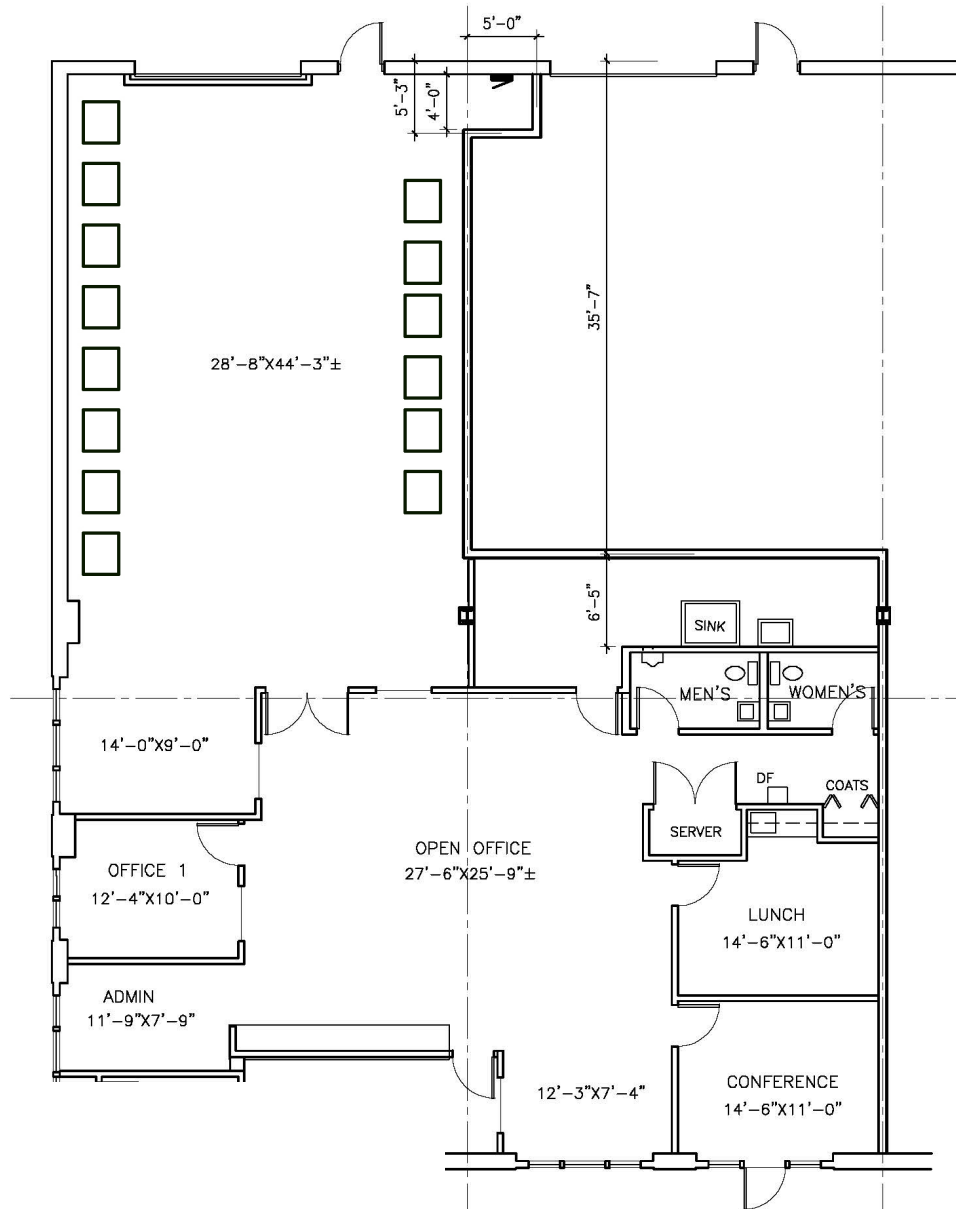 5'-0"
5'-3"
4'-0"
35'-7"
28'-8"X44'-3"±
6'-5"
SINK
MEN'S
WOMEN'S
14'-0"X9'-0"
DF
COATS
SERVER
OPEN OFFICE
27'-6"X25'-9"±
OFFICE 1
12'-4"X10'-0"
LUNCH
14'-6"X11'-0"
ADMIN
11'-9"X7'-9"
12'-3"X7'-4"
CONFERENCE
14'-6"X11'-0"